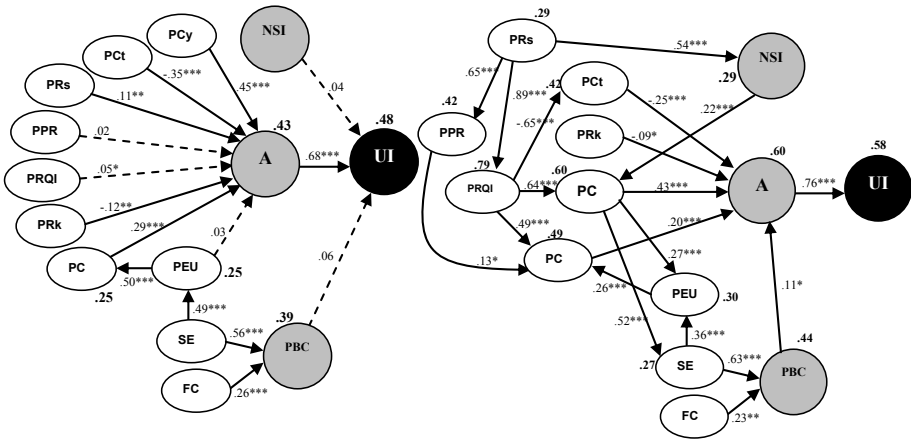 PCy
NSI
PCt
-.35***
.45***
.04
PRs
.11**
.43
.48
PPR
.02
A
.68***
UI
PRQI
.05*
PRk
-.12**
.29***
.03
.06
PC
PEU
.25
.25
.50***
.49***
.39
SE
.56***
PBC
FC
.26***
.29
PRs
.54***
NSI
.29
.65***
.89***
.42
PCt
.42
-.65***
-.25***
.22***
PPR
PRk
-.09*
.60
.58
.79
.60
PRQI
.64***
PC
.43***
A
.76***
UI
.49***
.49
.20***
PC
.27***
.13*
.26***
PEU
.30
.11*
.52***
.36***
.44
.27
SE
.63***
PBC
FC
.23**